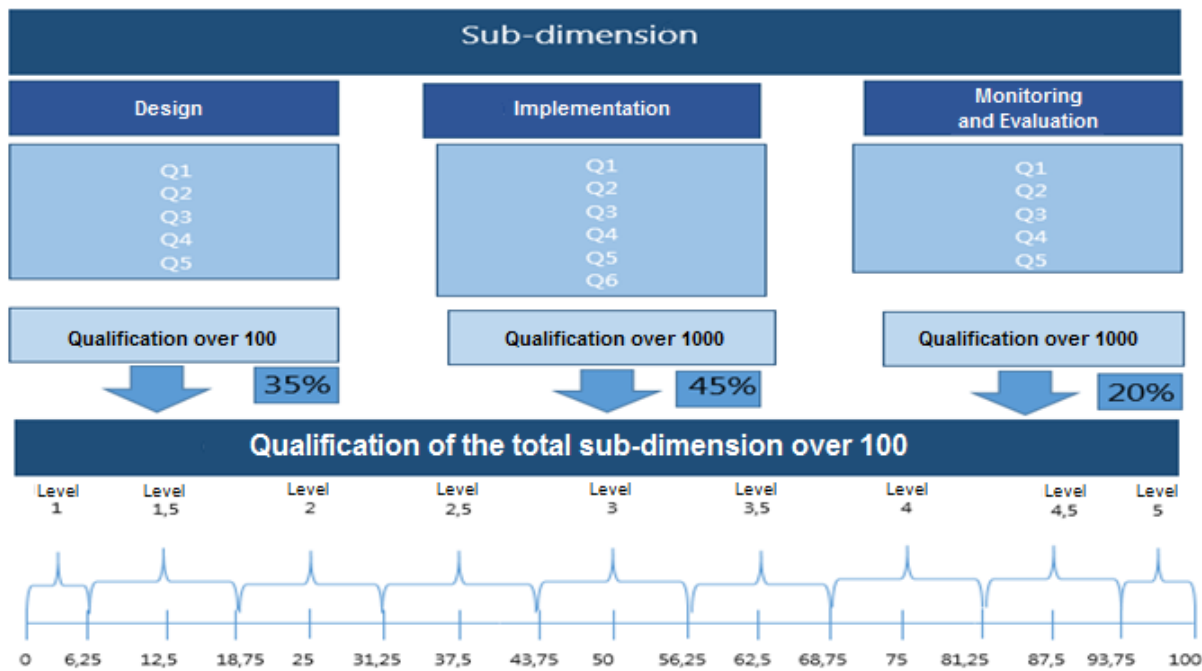 Sub-dimension
Design
Implementation
Monitoring
and Evaluation
Q1
Q2
Q3
Q4
Q5
Q1
Q2
Q3
Q4
Q5
Q6
Q1
Q2
Q3
Q4
Q5
Qualification over 100
Qualification over 1000
Qualification over 1000
35%
45%
20%
Qualification of the total sub-dimension over 100
Level
1
Level
1,5
Level
2
Level
2,5
Level
3
Level
3,5
Level
4
Level
4,5
Level
5
0 6,25 12,5 18,75 25 31,25 37,5 43,75 50 56,25 62,5 68,75 75 81,25 87,5 93,75 100